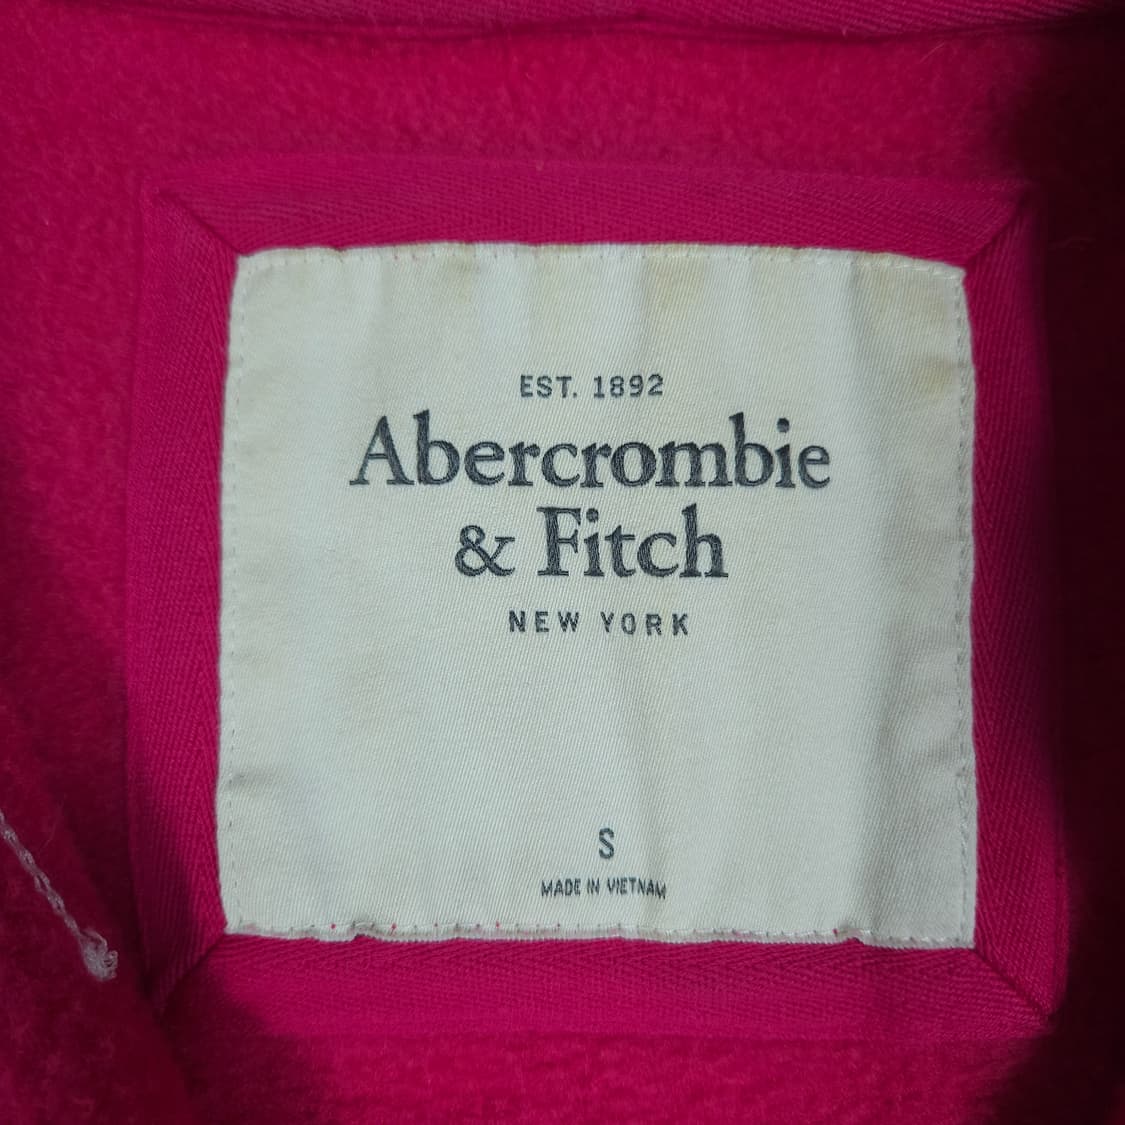 EST. 1892
Abercrombie
& Fitch
NEW YORK
S
MADE IN VIETNAM